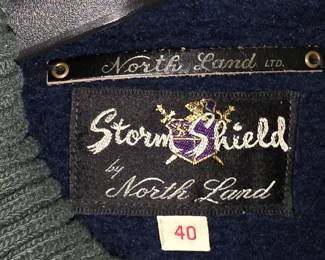 North Land LTD.
Storm Shield
by
North Land
40